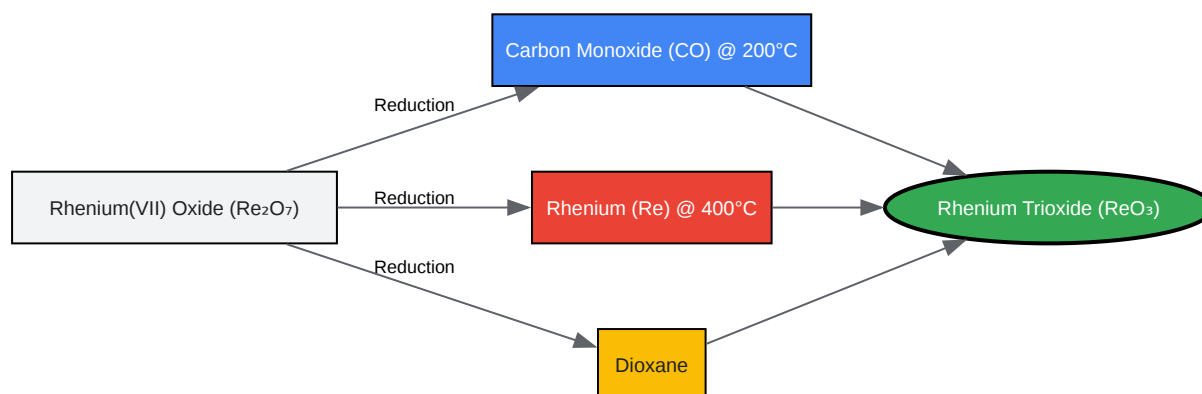 Carbon Monoxide (CO) @ 200°C
Reduction
Rhenium(VII) Oxide (Re₂O₇)
Reduction
Rhenium (Re) @ 400°C
Rhenium Trioxide (ReO₃)
Reduction
Dioxane